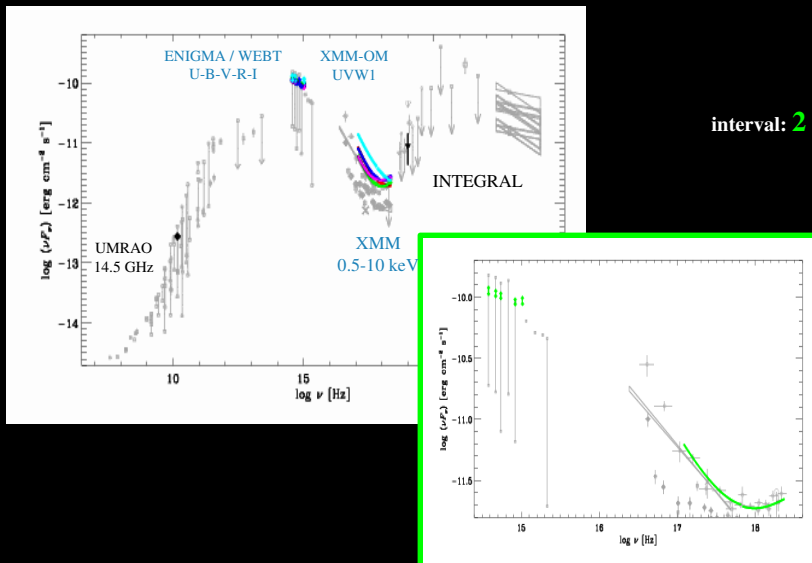 ENIGMA / WEBT
U-B-V-R-I
XMM-OM
UVW1
interval: 2
INTEGRAL
UMRAO
14.5 GHz
XMM
0.5-10 keV
log (νFν) [erg cm⁻² s⁻¹]
-10
-11
-12
-13
-14
10
15
log ν [Hz]
log (νFν) [erg cm⁻² s⁻¹]
-10.0
-10.5
-11.0
-11.5
15
16
17
18
log ν [Hz]